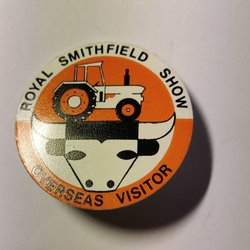 ROYAL SMITHFIELD SHOW
OVERSEAS VISITOR